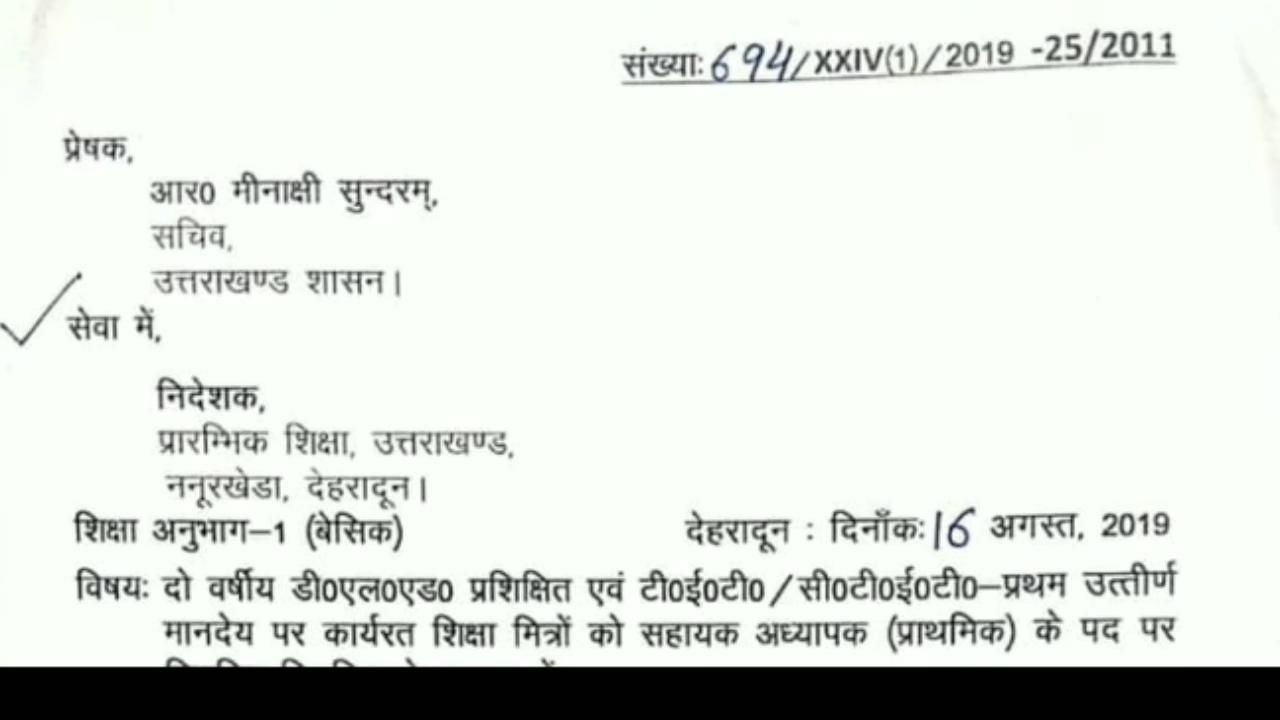 संख्याः 694/XXIV(1)/2019 -25/2011
प्रेषक,
आर0 मीनाक्षी सुन्दरम्,
सचिव,
उत्तराखण्ड शासन।
सेवा में,
निदेशक,
प्रारम्भिक शिक्षा, उत्तराखण्ड,
ननूरखेडा, देहरादून।
शिक्षा अनुभाग–1 (बेसिक) देहरादून : दिनाँकः 16 अगस्त, 2019
विषयः दो वर्षीय डी0एल0एड0 प्रशिक्षित एवं टी0ई0टी0/सी0टी0ई0टी0–प्रथम उत्तीर्ण
मानदेय पर कार्यरत शिक्षा मित्रों को सहायक अध्यापक (प्राथमिक) के पद पर